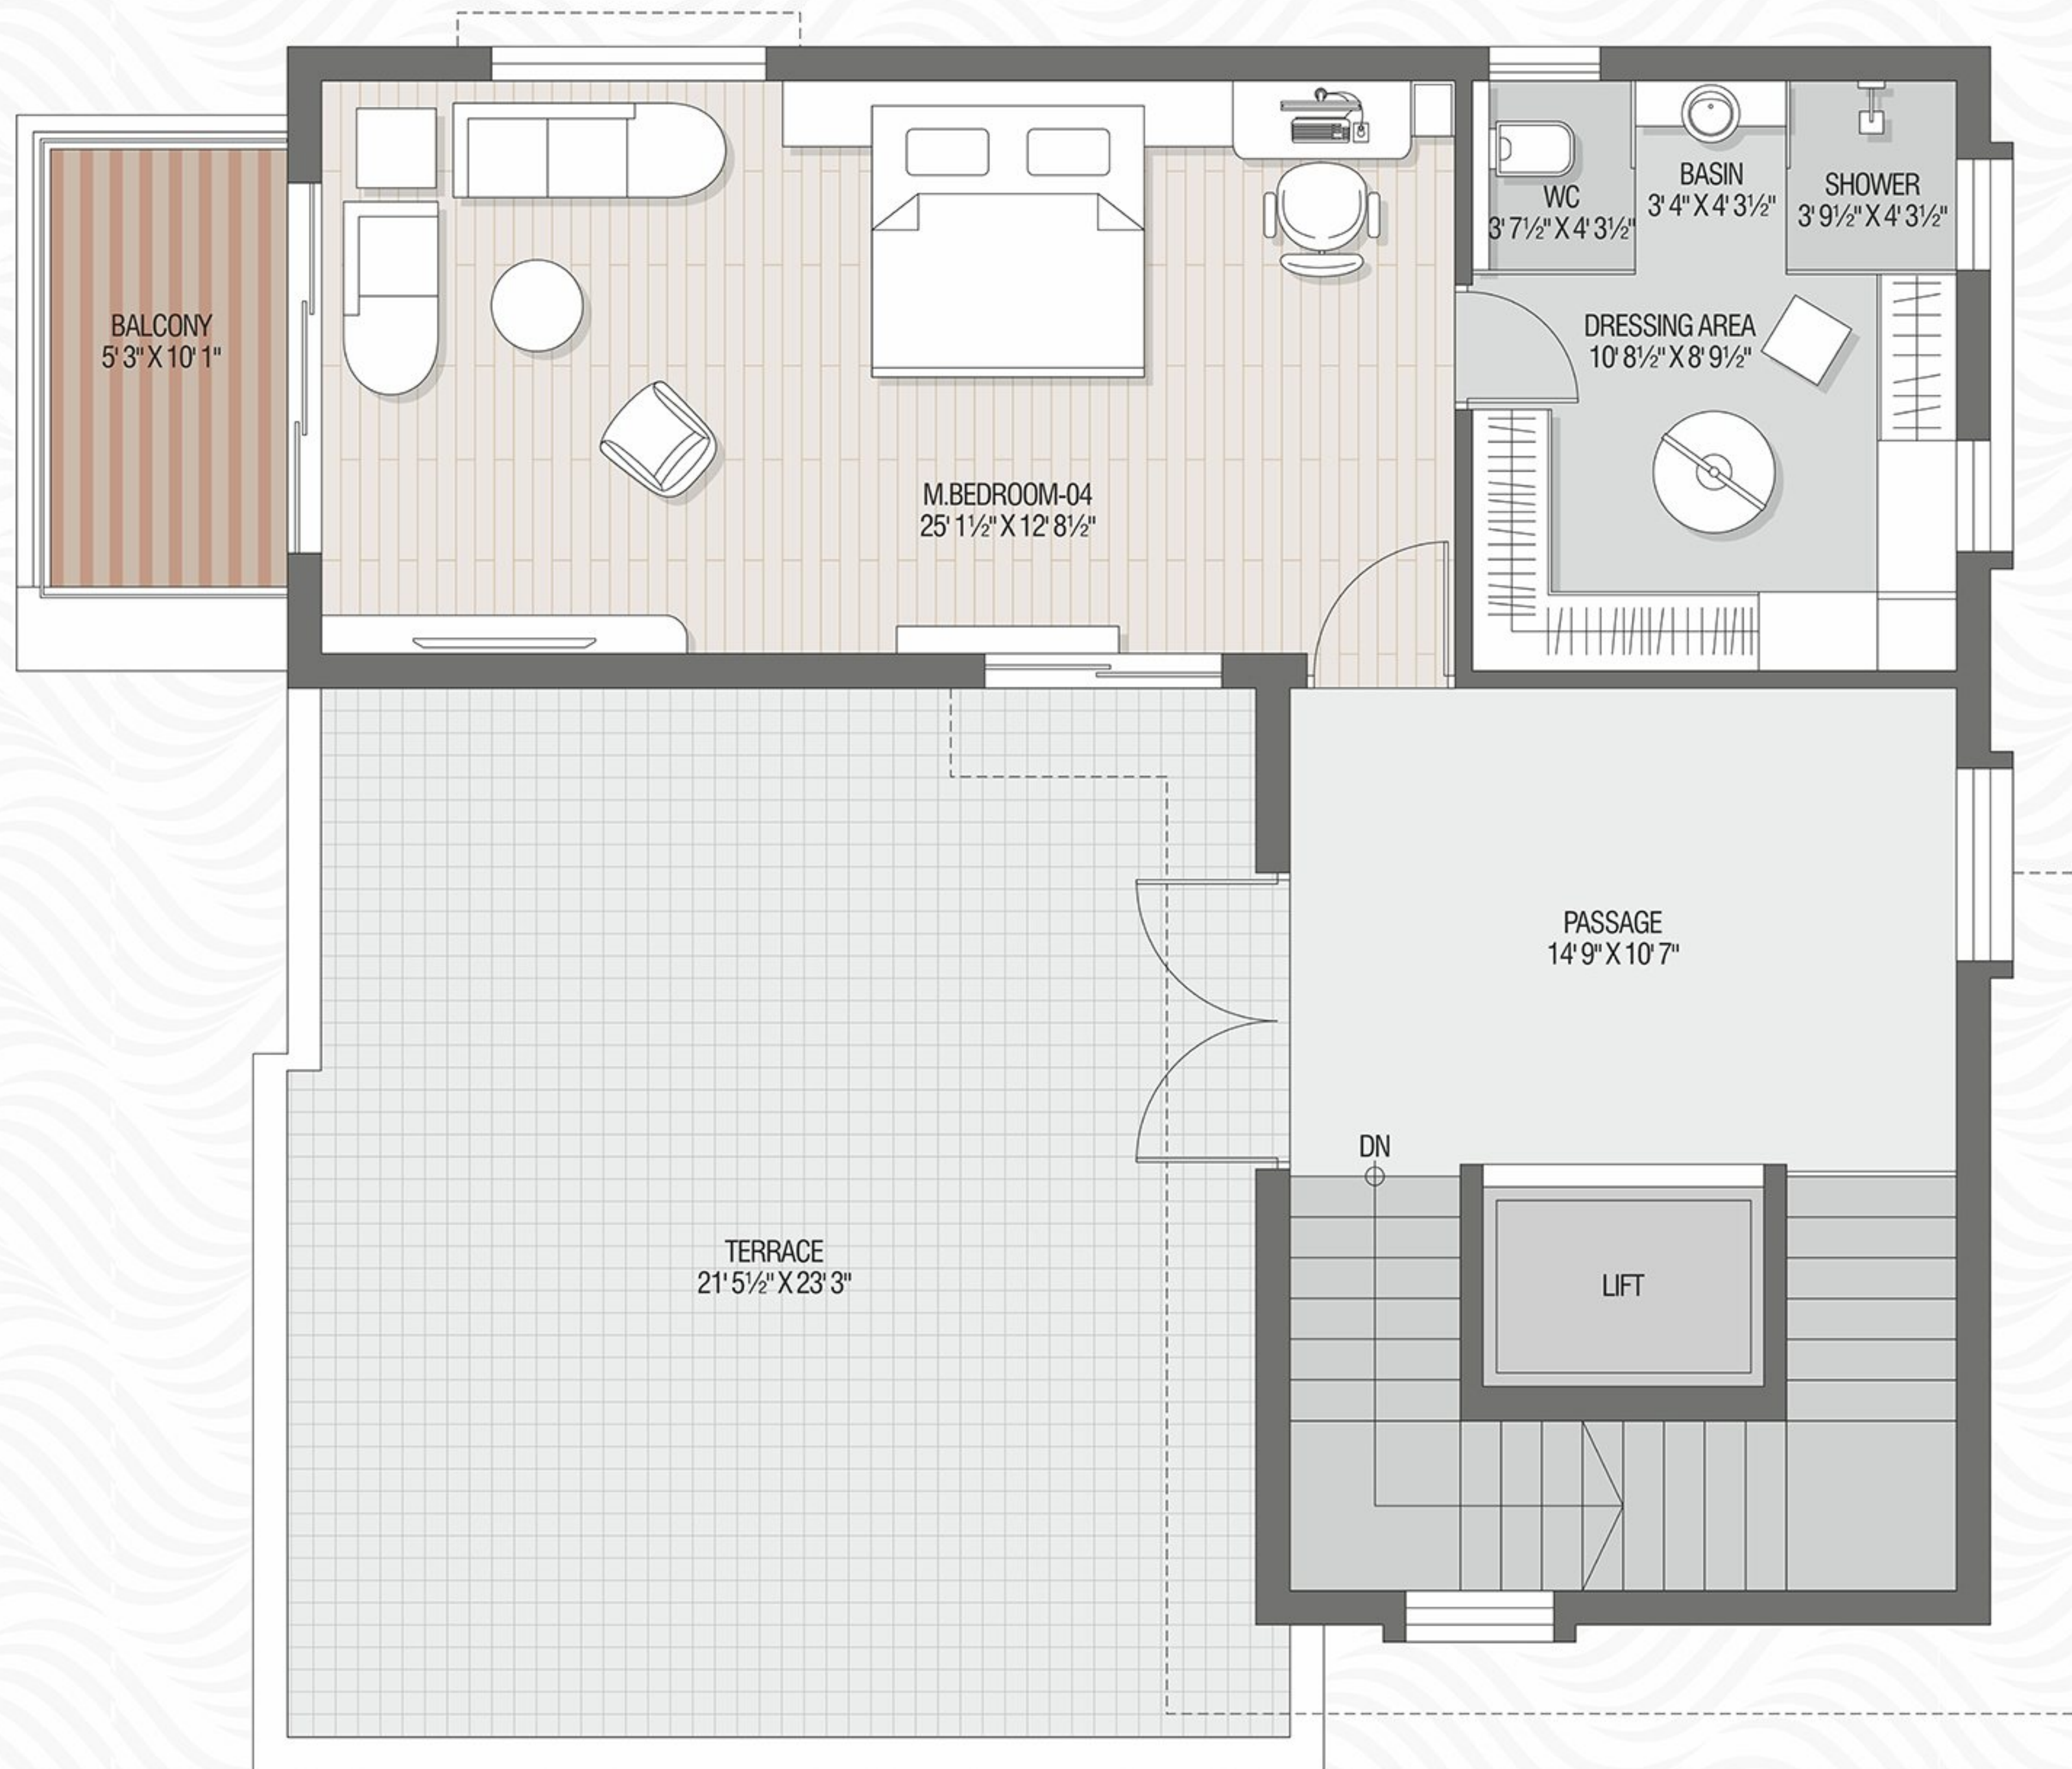 WC
3' 7½" X 4' 3½"
BASIN
3' 4" X 4' 3½"
SHOWER
3' 9½" X 4' 3½"
BALCONY
5' 3" X 10' 1"
DRESSING AREA
10' 8½" X 8' 9½"
M.BEDROOM-04
25' 1½" X 12' 8½"
PASSAGE
14' 9" X 10' 7"
DN
TERRACE
21' 5½" X 23' 3"
LIFT